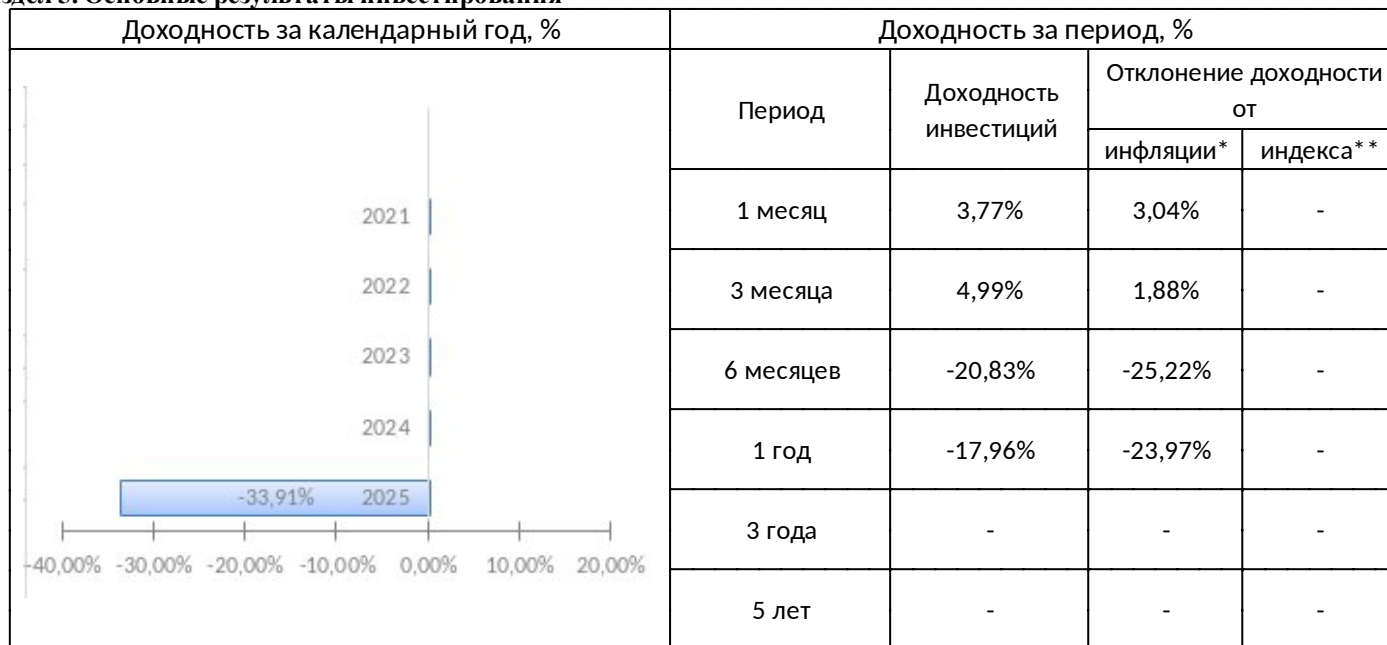 Основные результаты инвестирования
Доходность за календарный год, %
2021
2022
2023
2024
-33,91% 2025
-40,00% -30,00% -20,00% -10,00% 0,00% 10,00% 20,00%
Доходность за период, %
Период
Доходность
инвестиций
Отклонение доходности
от
инфляции* индекса**
1 месяц 3,77% 3,04% -
3 месяца 4,99% 1,88% -
6 месяцев -20,83% -25,22% -
1 год -17,96% -23,97% -
3 года - - -
5 лет - - -